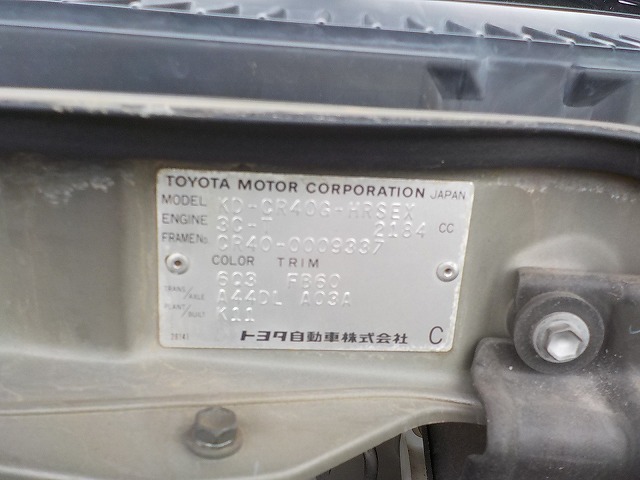 TOYOTA MOTOR CORPORATION JAPAN
MODEL KD-CR40G-HRSEX
ENGINE 3C-T 2184 CC
FRAME No. CR40-0009337
COLOR TRIM
6Q3 FB60
TRANS/AXLE A44DL A03A
PLANT/BUILT K11
トヨタ自動車株式会社 C